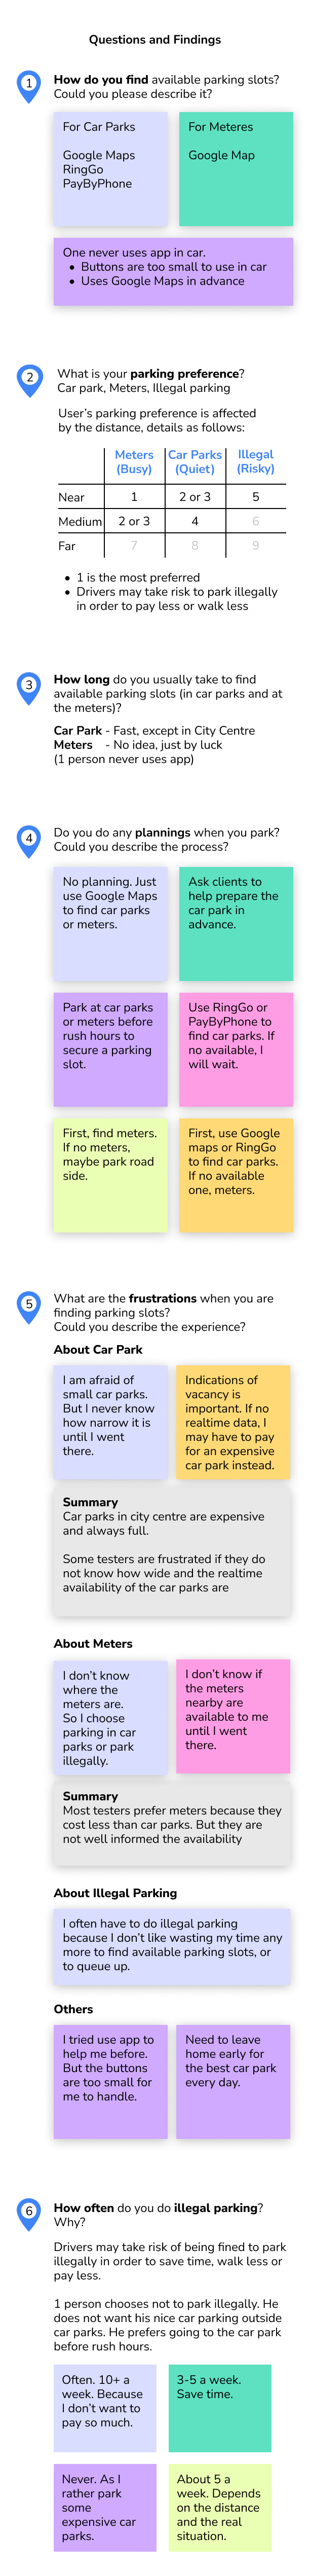 Questions and Findings
1
How do you find available parking slots?
Could you please describe it?
For Car Parks
Google Maps
RingGo
PayByPhone
For Meteres
Google Map
One never uses app in car.
• Buttons are too small to use in car
• Uses Google Maps in advance
2
What is your parking preference?
Car park, Meters, Illegal parking
User's parking preference is affected
by the distance, details as follows:
Meters (Busy) Car Parks (Quiet) Illegal (Risky)
Near 1 2 or 3 5
Medium 2 or 3 4 6
Far 7 8 9
• 1 is the most preferred
• Drivers may take risk to park illegally
in order to pay less or walk less
3
How long do you usually take to find
available parking slots (in car parks and at
the meters)?
Car Park - Fast, except in City Centre
Meters - No idea, just by luck
(1 person never uses app)
4
Do you do any plannings when you park?
Could you describe the process?
No planning. Just
use Google Maps
to find car parks
or meters.
Ask clients to
help prepare the
car park in
advance.
Park at car parks
or meters before
rush hours to
secure a parking
slot.
Use RingGo or
PayByPhone to
find car parks. If
no available, I
will wait.
First, find meters.
If no meters,
maybe park road
side.
First, use Google
maps or RingGo
to find car parks.
If no available
one, meters.
5
What are the frustrations when you are
finding parking slots?
Could you describe the experience?
About Car Park
I am afraid of
small car parks.
But I never know
how narrow it is
until I went
there.
Indications of
vacancy is
important. If no
realtime data, I
may have to pay
for an expensive
car park instead.
Summary
Car parks in city centre are expensive
and always full.
Some testers are frustrated if they do
not know how wide and the realtime
availability of the car parks are
About Meters
I don't know
where the
meters are.
So I choose
parking in car
parks or park
illegally.
I don't know if
the meters
nearby are
available to me
until I went
there.
Summary
Most testers prefer meters because they
cost less than car parks. But they are
not well informed the availability
About Illegal Parking
I often have to do illegal parking
because I don't like wasting my time any
more to find available parking slots, or
to queue up.
Others
I tried use app to
help me before.
But the buttons
are too small for
me to handle.
Need to leave
home early for
the best car park
every day.
6
How often do you do illegal parking?
Why?
Drivers may take risk of being fined to park
illegally in order to save time, walk less or
pay less.
1 person chooses not to park illegally. He
does not want his nice car parking outside
car parks. He prefers going to the car park
before rush hours.
Often. 10+ a
week. Because
I don't want to
pay so much.
3-5 a week.
Save time.
Never. As I
rather park
some
expensive car
parks.
About 5 a
week. Depends
on the distance
and the real
situation.